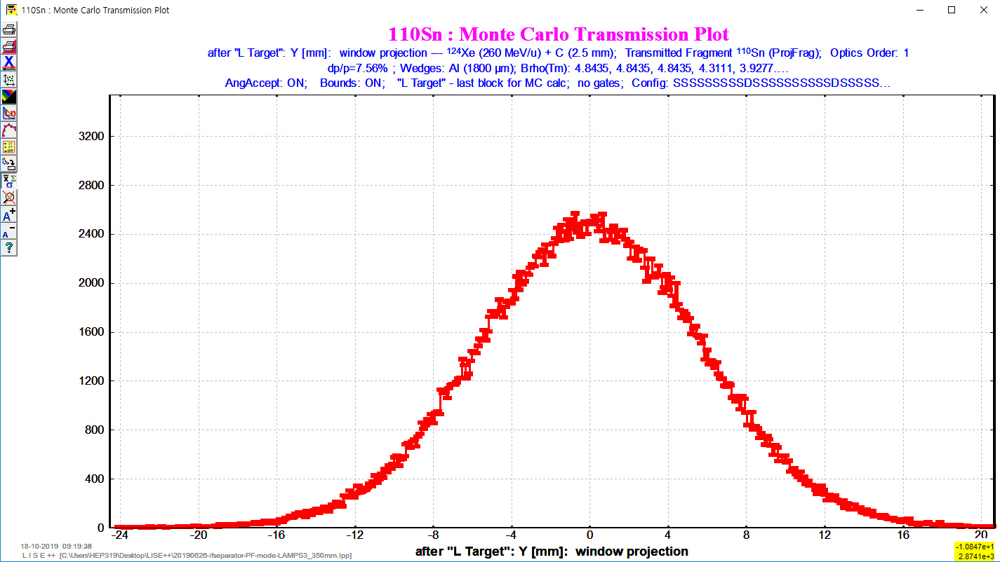 110Sn : Monte Carlo Transmission Plot
110Sn : Monte Carlo Transmission Plot
after "L Target": Y [mm]: window projection --- 124Xe (260 MeV/u) + C (2.5 mm); Transmitted Fragment 110Sn (ProjFrag); Optics Order: 1
dp/p=7.56% ; Wedges: Al (1800 µm); Brho(Tm): 4.8435, 4.8435, 4.8435, 4.3111, 3.9277....
AngAccept: ON; Bounds: ON; "L Target" - last block for MC calc; no gates; Config: SSSSSSSSSDSSSSSSSSSSDSSSSS...
Ln
A+
A-
?
3200
2800
2400
2000
1600
1200
800
400
0
-24 -20 -16 -12 -8 -4 0 4 8 12 16 20
after "L Target": Y [mm]: window projection
18-10-2019 09:19:36
L I S E ++ [C:\Users\HEP319\Desktop\LISE++\20190626-ifseparator-PF-mode-LAMPS3_350mm.lpp]
-1.0847e+1
2.8741e+3